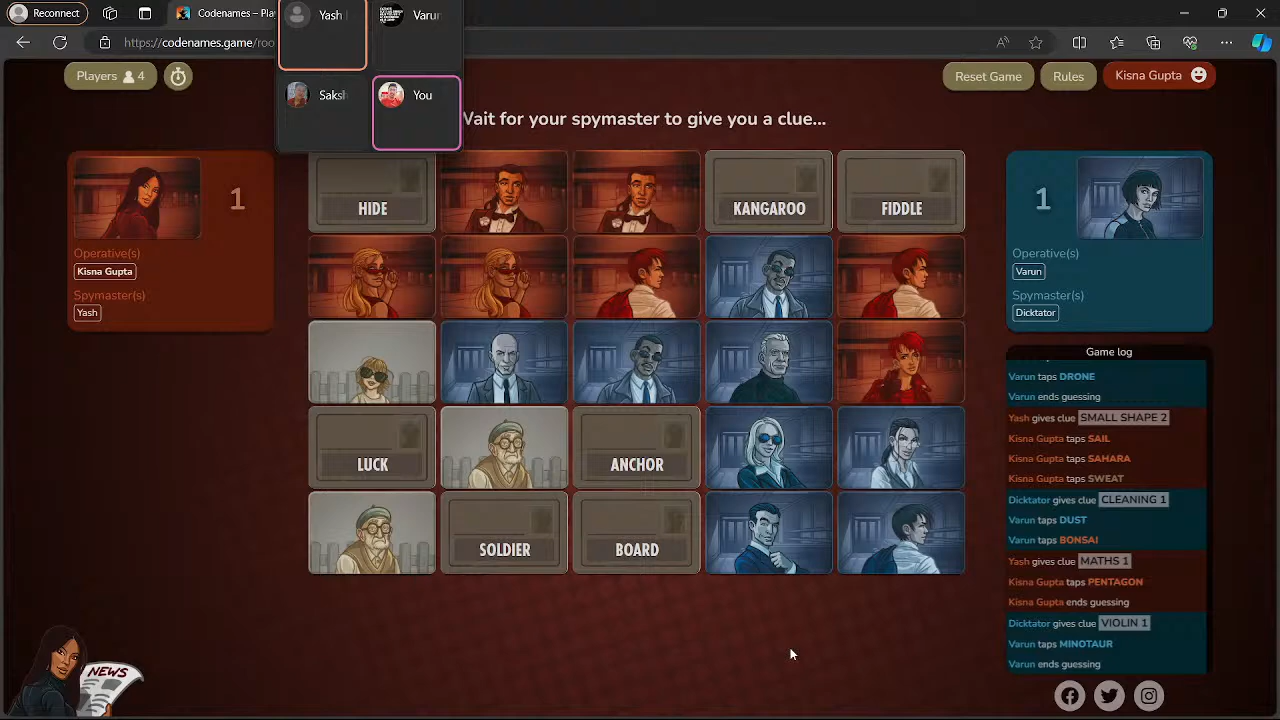 Reconnect
Codenames – Pla
https://codenames.game/roo
Yash
Varun
Saksh
You
Players 4
Reset Game
Rules
Kisna Gupta
Wait for your spymaster to give you a clue...
1
Operative(s)
Kisna Gupta
Spymaster(s)
Yash
HIDE
KANGAROO
FIDDLE
LUCK
ANCHOR
SOLDIER
BOARD
1
Operative(s)
Varun
Spymaster(s)
Dicktator
Game log
Varun taps DRONE
Varun ends guessing
Yash gives clue SMALL SHAPE 2
Kisna Gupta taps SAIL
Kisna Gupta taps SAHARA
Kisna Gupta taps SWEAT
Dicktator gives clue CLEANING 1
Varun taps DUST
Varun taps BONSAI
Yash gives clue MATHS 1
Kisna Gupta taps PENTAGON
Kisna Gupta ends guessing
Dicktator gives clue VIOLIN 1
Varun taps MINOTAUR
Varun ends guessing
NEWS